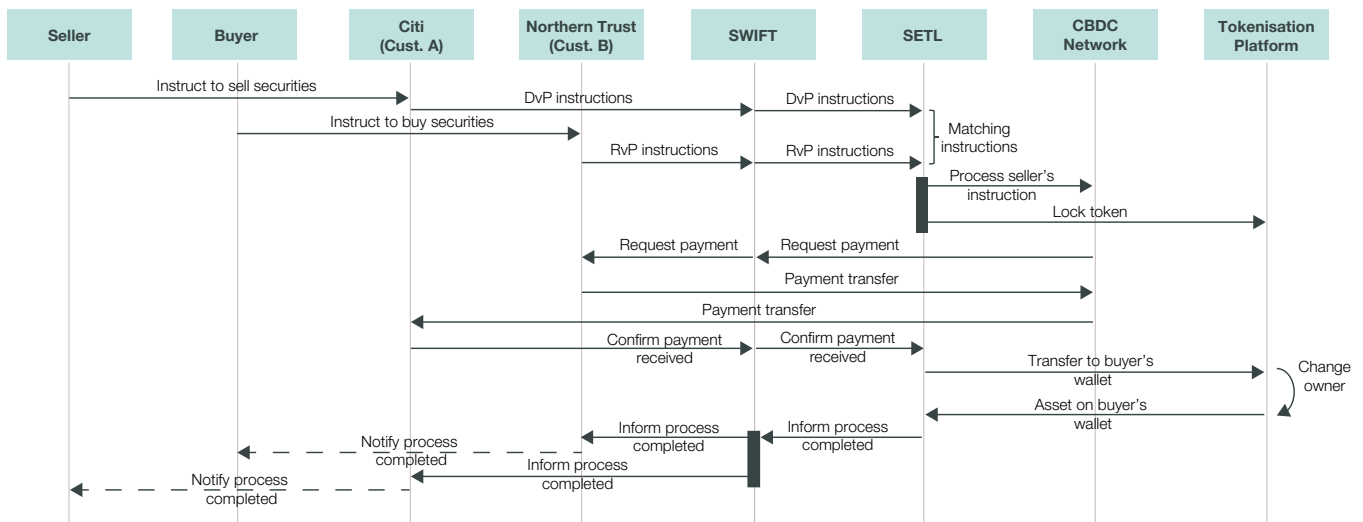 Seller
Buyer
Citi
(Cust. A)
Northern Trust
(Cust. B)
SWIFT
SETL
CBDC
Network
Tokenisation
Platform
Instruct to sell securities
DvP instructions
DvP instructions
Instruct to buy securities
Matching
instructions
RvP instructions
RvP instructions
Process seller's
instruction
Lock token
Request payment
Request payment
Payment transfer
Payment transfer
Confirm payment
received
Confirm payment
received
Transfer to buyer's
wallet
Change
owner
Asset on buyer's
wallet
Inform process
completed
Inform process
completed
Notify process
completed
Inform process
completed
Notify process
completed